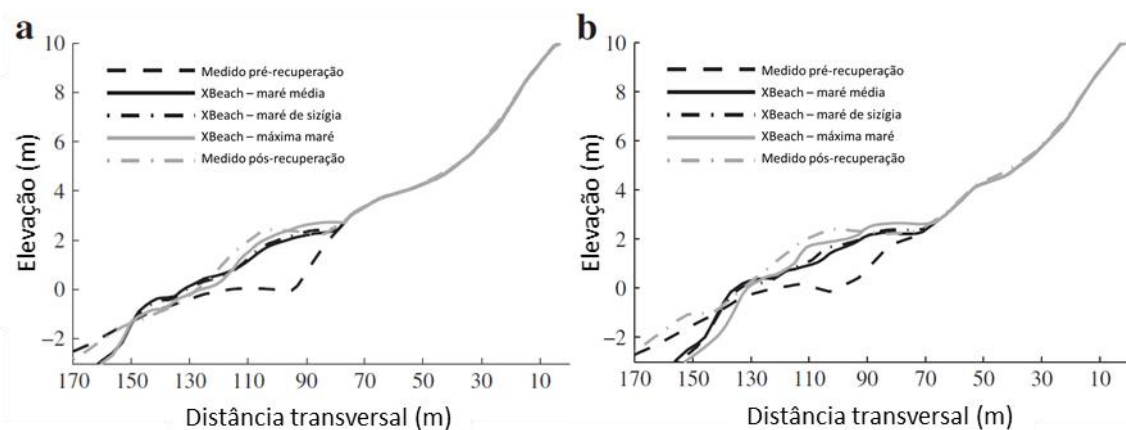 a
Elevação (m)
10
8
6
4
2
0
−2
Medido pré-recuperação
XBeach – maré média
XBeach – maré de sizígia
XBeach – máxima maré
Medido pós-recuperação
170 150 130 110 90 70 50 30 10
Distância transversal (m)
b
Elevação (m)
10
8
6
4
2
0
−2
Medido pré-recuperação
XBeach – maré média
XBeach – maré de sizígia
XBeach – máxima maré
Medido pós-recuperação
170 150 130 110 90 70 50 30 10
Distância transversal (m)